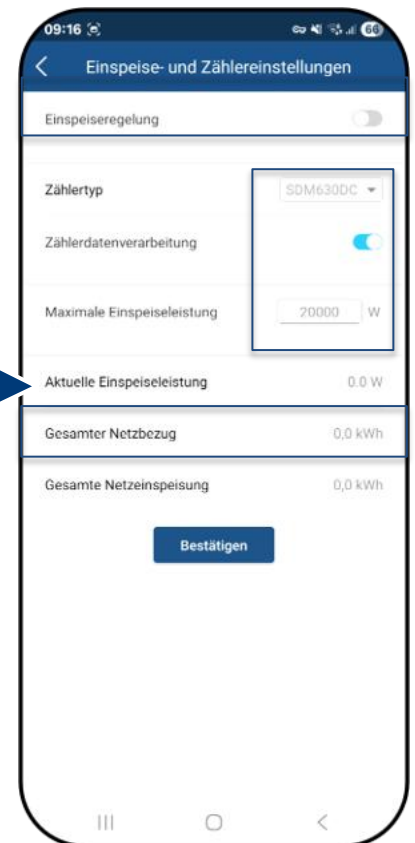 09:16 66
Einspeise- und Zählereinstellungen
Einspeiseregelung
Zählertyp SDM630DC
Zählerdatenverarbeitung
Maximale Einspeiseleistung 20000 W
Aktuelle Einspeiseleistung 0.0 W
Gesamter Netzbezug 0,0 kWh
Gesamte Netzeinspeisung 0,0 kWh
Bestätigen